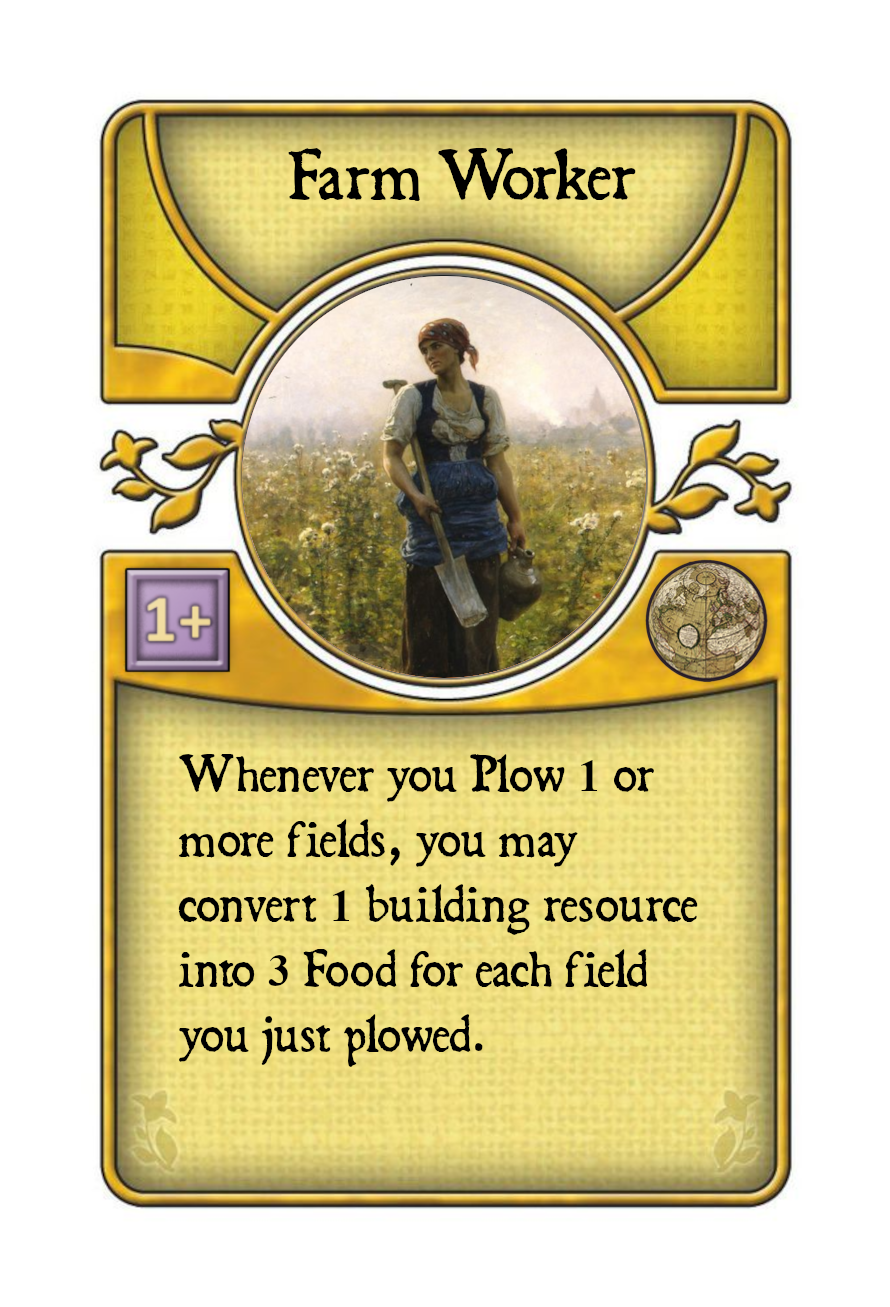 Farm Worker
1+
Whenever you Plow 1 or
more fields, you may
convert 1 building resource
into 3 Food for each field
you just plowed.